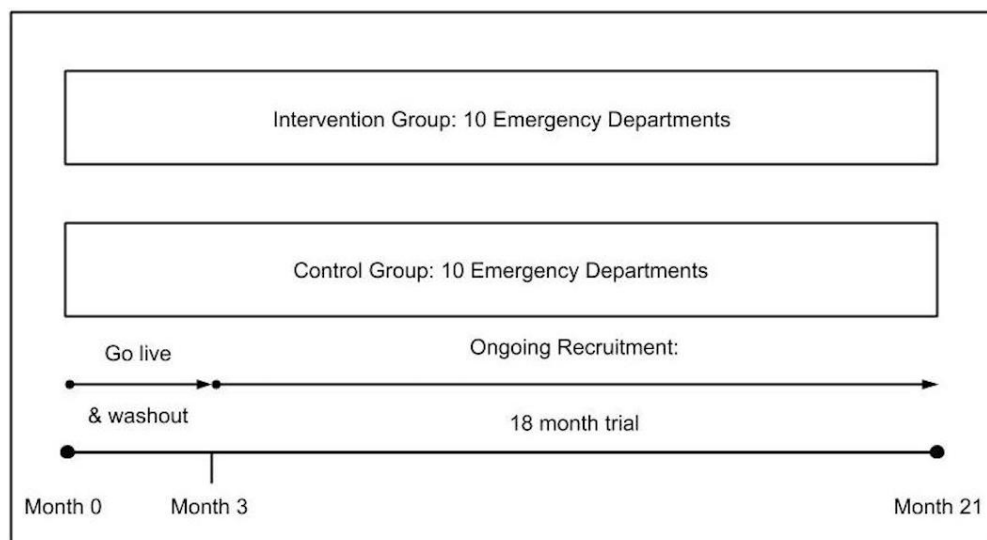 Intervention Group: 10 Emergency Departments
Control Group: 10 Emergency Departments
Go live
& washout
Ongoing Recruitment:
18 month trial
Month 0
Month 3
Month 21